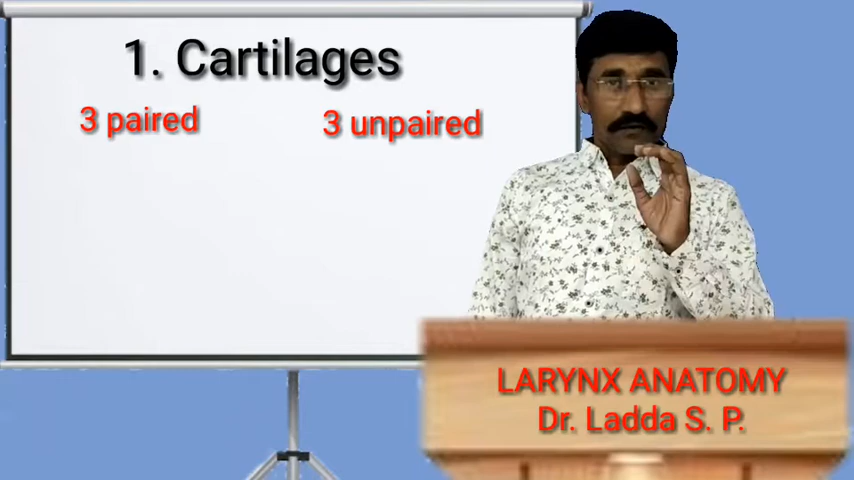 1. Cartilages
3 paired
3 unpaired
LARYNX ANATOMY
Dr. Ladda S. P.